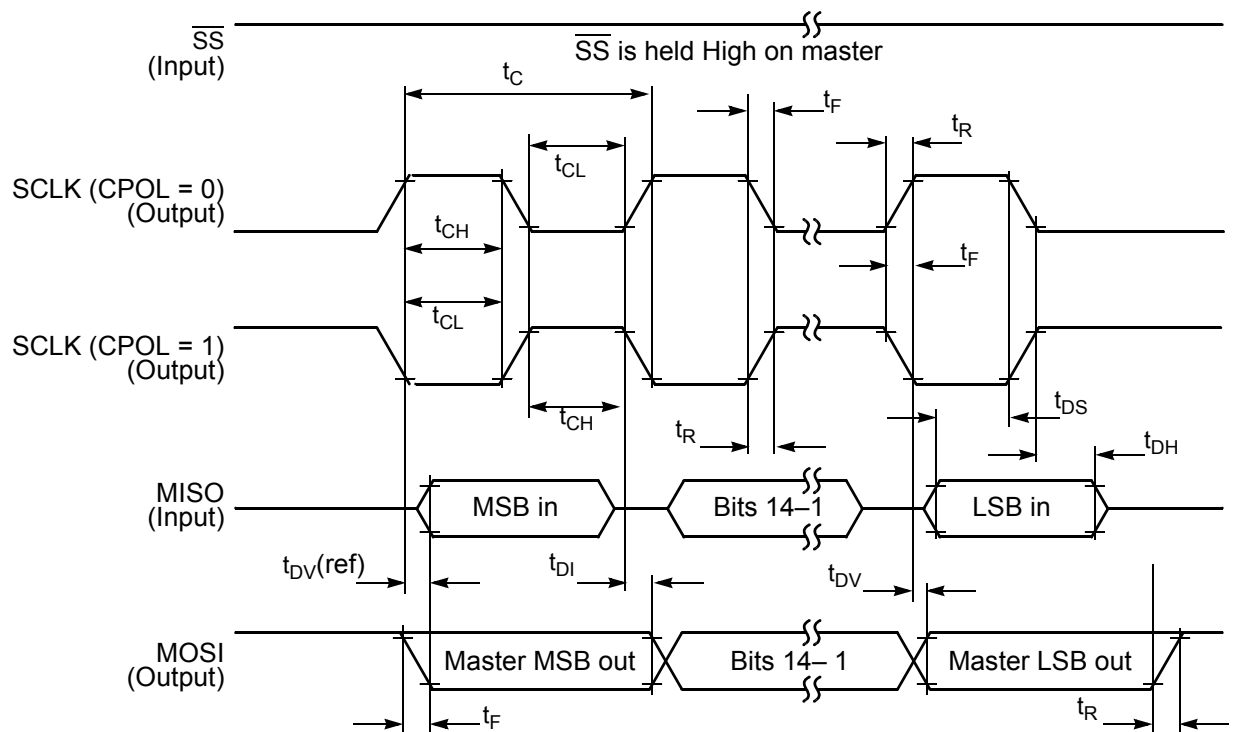 SS
(Input)
SS is held High on master
tC
tF
tR
tCL
SCLK (CPOL = 0)
(Output)
tCH
tF
tCL
SCLK (CPOL = 1)
(Output)
tCH
tR
tDS
tDH
MISO
(Input)
MSB in
Bits 14–1
LSB in
tDV(ref)
tDI
tDV
MOSI
(Output)
Master MSB out
Bits 14– 1
Master LSB out
tF
tR